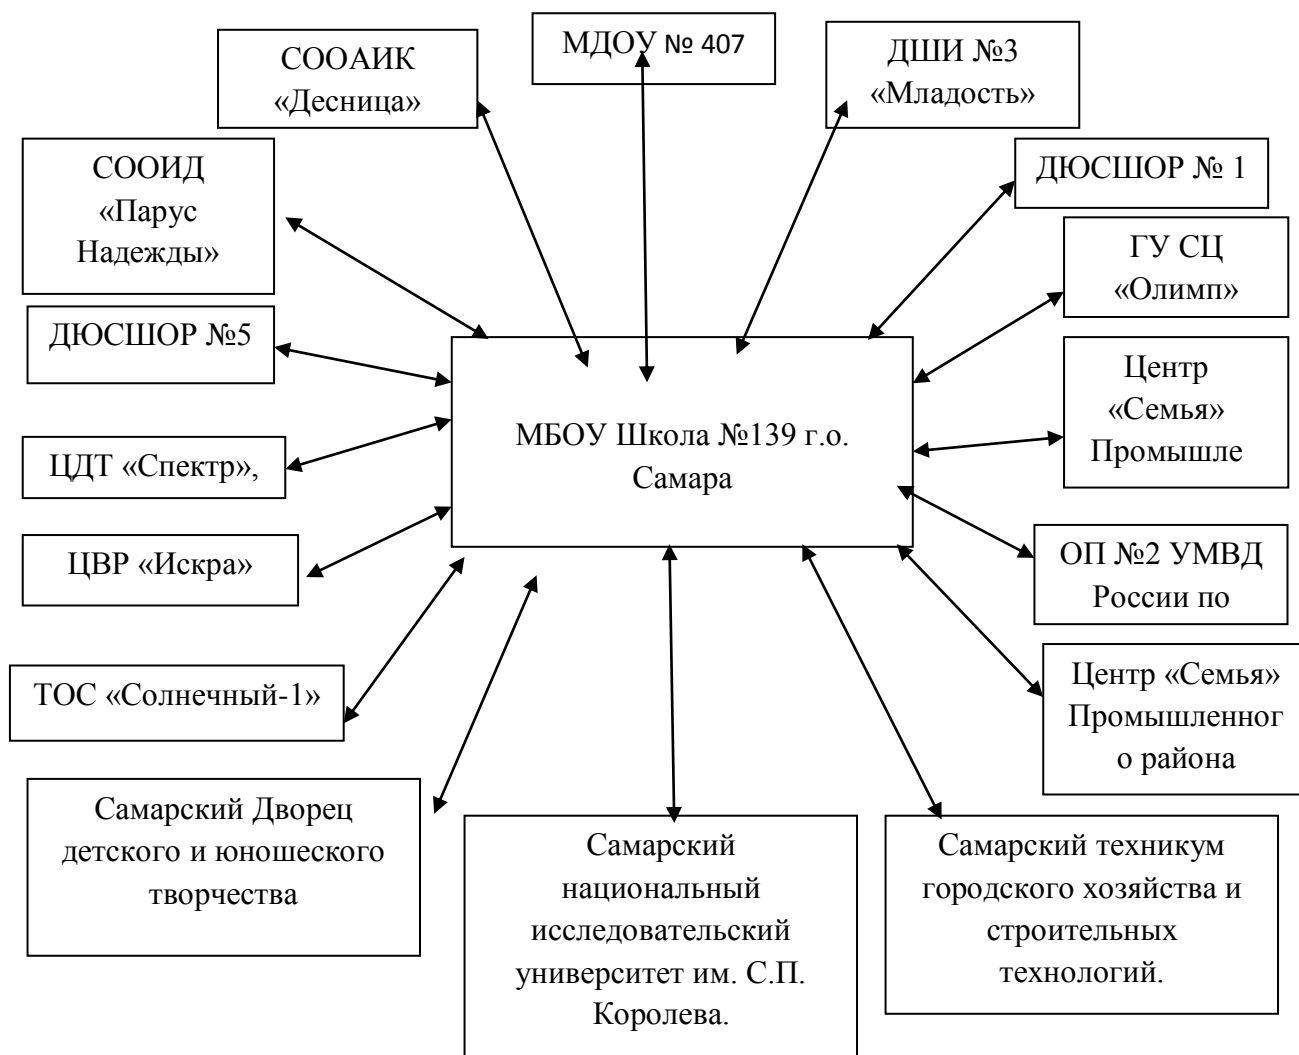 МДОУ № 407
СООАИК
«Десница»
ДШИ №3
«Младость»
СООИД
«Парус
Надежды»
ДЮСШОР № 1
ГУ СЦ
«Олимп»
ДЮСШОР №5
Центр
«Семья»
Промышле
МБОУ Школа №139 г.о.
Самара
ЦДТ «Спектр»,
ЦВР «Искра»
ОП №2 УМВД
России по
ТОС «Солнечный-1»
Центр «Семья»
Промышленног
о района
Самарский Дворец
детского и юношеского
творчества
Самарский
национальный
исследовательский
университет им. С.П.
Королева.
Самарский техникум
городского хозяйства и
строительных
технологий.